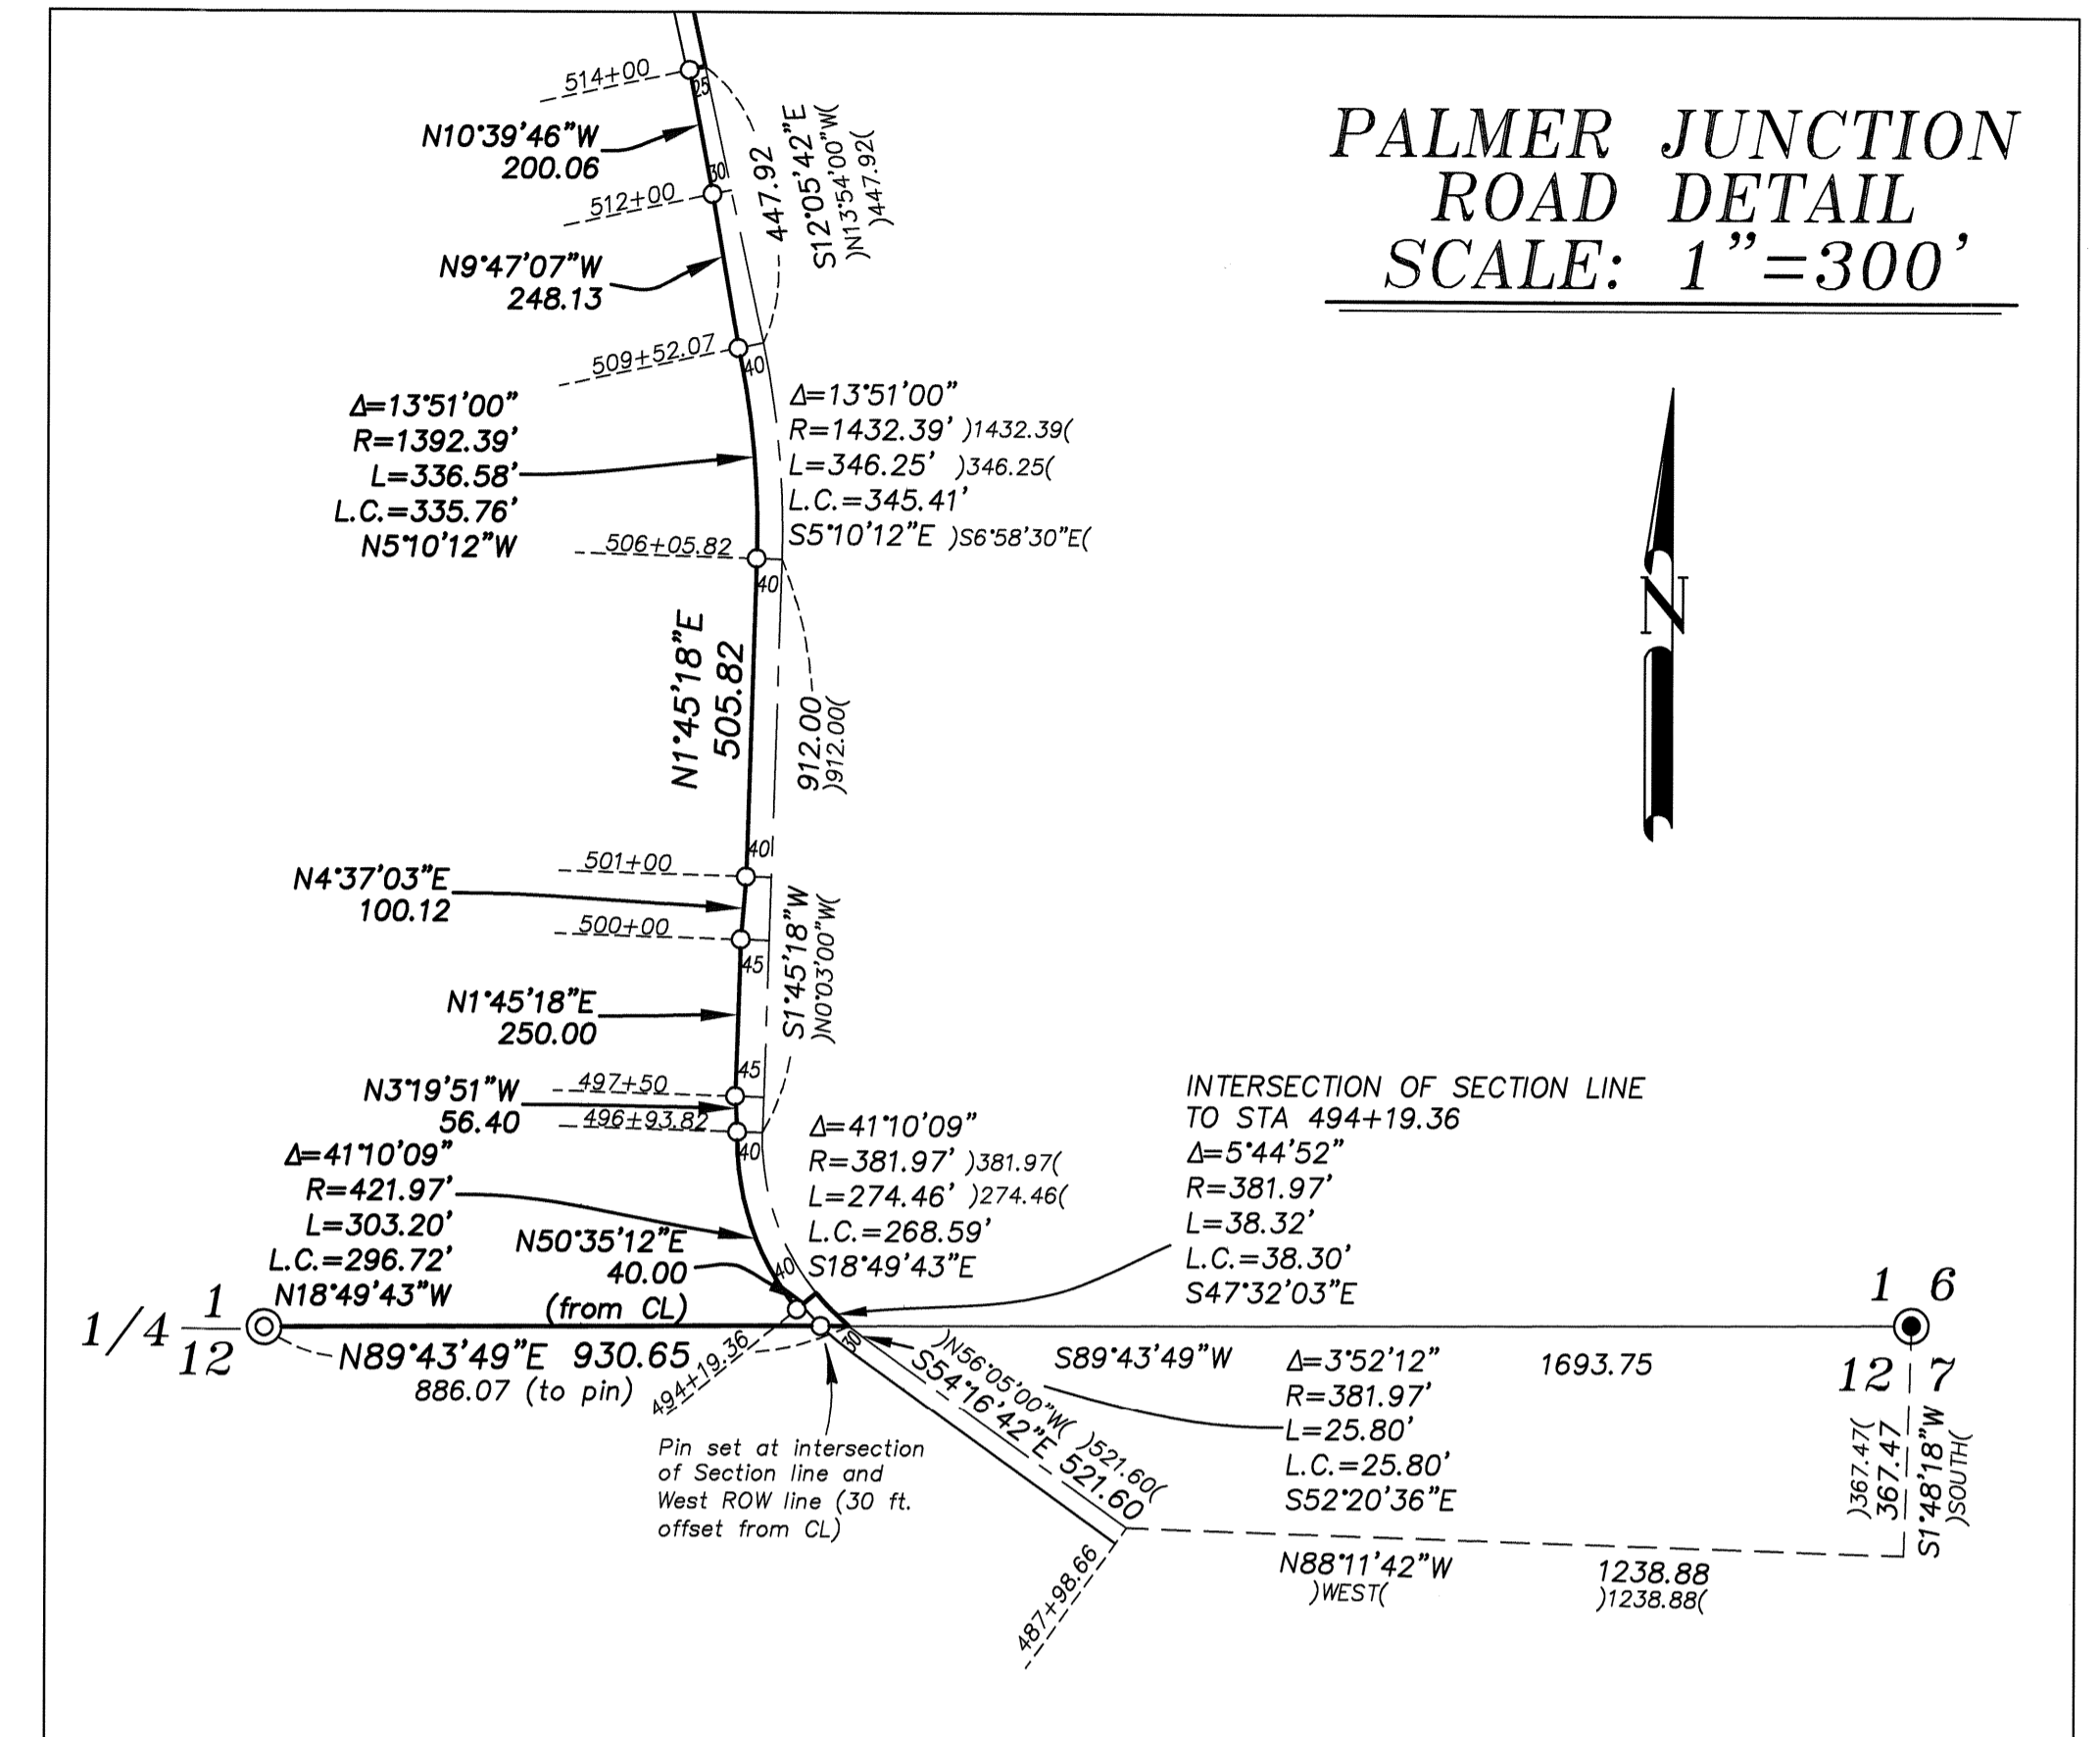 PALMER JUNCTION
ROAD DETAIL
SCALE: 1"=300'
514+00
25
N10°39'46"W
200.06
30
512+00
447.92
S12°05'42"E
)N13°54'00"W(
)447.92(
N9°47'07"W
248.13
509+52.07
40
Δ=13°51'00"
R=1392.39'
L=336.58'
L.C.=335.76'
N5°10'12"W
Δ=13°51'00"
R=1432.39' )1432.39(
L=346.25' )346.25(
L.C.=345.41'
S5°10'12"E )S6°58'30"E(
506+05.82
40
N
N1°45'18"E
505.82
912.00
)912.00(
40
501+00
N4°37'03"E
100.12
500+00
45
S1°45'18"W
)N0°03'00"W(
N1°45'18"E
250.00
45
497+50
N3°19'51"W
56.40
496+93.82
40
Δ=41°10'09"
R=421.97'
L=303.20'
L.C.=296.72'
N18°49'43"W
Δ=41°10'09"
R=381.97' )381.97(
L=274.46' )274.46(
L.C.=268.59'
S18°49'43"E
INTERSECTION OF SECTION LINE
TO STA 494+19.36
Δ=5°44'52"
R=381.97'
L=38.32'
L.C.=38.30'
S47°32'03"E
N50°35'12"E
40.00
(from CL)
40
1/4 1
12
1 6
12 7
N89°43'49"E 930.65
886.07 (to pin)
494+19.36
30
Pin set at intersection
of Section line and
West ROW line (30 ft.
offset from CL)
)N56°05'00"W( )521.60(
S54°16'42"E 521.60
S89°43'49"W
1693.75
Δ=3°52'12"
R=381.97'
L=25.80'
L.C.=25.80'
S52°20'36"E
)367.47(
367.47
S1°48'18"W
)SOUTH(
487+98.66
N88°11'42"W
)WEST(
1238.88
)1238.88(